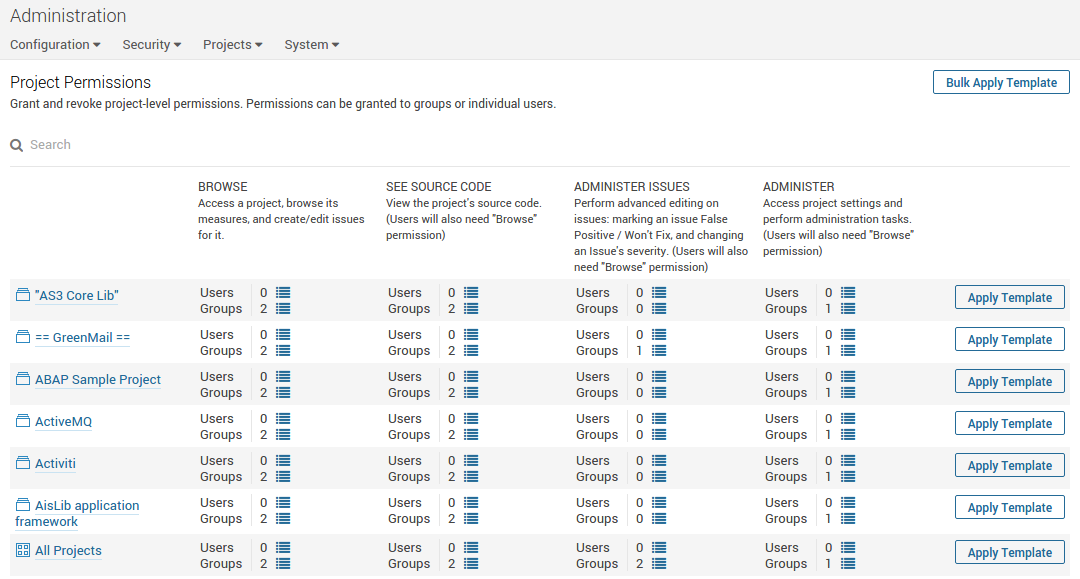 Administration
Configuration Security Projects System
Project Permissions
Bulk Apply Template
Grant and revoke project-level permissions. Permissions can be granted to groups or individual users.
Search
BROWSE
Access a project, browse its
measures, and create/edit issues
for it.
SEE SOURCE CODE
View the project's source code.
(Users will also need "Browse"
permission)
ADMINISTER ISSUES
Perform advanced editing on
issues: marking an issue False
Positive / Won't Fix, and changing
an Issue's severity. (Users will also
need "Browse" permission)
ADMINISTER
Access project settings and
perform administration tasks.
(Users will also need "Browse"
permission)
"AS3 Core Lib"
Users 0 Users 0 Users 0 Users 0
Groups 2 Groups 2 Groups 0 Groups 1
Apply Template
== GreenMail ==
Users 0 Users 0 Users 0 Users 0
Groups 2 Groups 2 Groups 1 Groups 1
Apply Template
ABAP Sample Project
Users 0 Users 0 Users 0 Users 0
Groups 2 Groups 2 Groups 0 Groups 1
Apply Template
ActiveMQ
Users 0 Users 0 Users 0 Users 0
Groups 2 Groups 2 Groups 0 Groups 1
Apply Template
Activiti
Users 0 Users 0 Users 0 Users 0
Groups 2 Groups 2 Groups 0 Groups 1
Apply Template
AisLib application
framework
Users 0 Users 0 Users 0 Users 0
Groups 2 Groups 2 Groups 0 Groups 1
Apply Template
All Projects
Users 0 Users 0 Users 0 Users 0
Groups 2 Groups 2 Groups 2 Groups 1
Apply Template